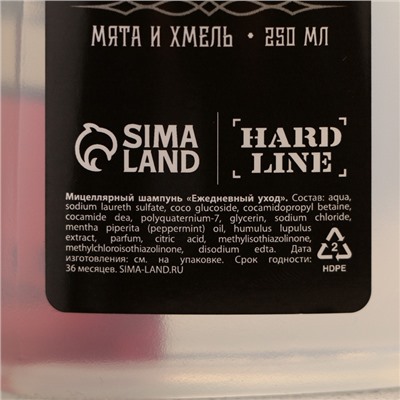 МЯТА И ХМЕЛЬ • 250 МЛ
SIMA LAND
HARD LINE
Мицеллярный шампунь «Ежедневный уход». Состав: aqua,
sodium laureth sulfate, coco glucoside, cocamidopropyl betaine,
cocamide dea, polyquaternium-7, glycerin, sodium chloride,
mentha piperita (peppermint) oil, humulus lupulus
extract, parfum, citric acid, methylisothiazolinone,
methylchloroisothiazolinone, disodium edta. Дата
изготовления: см. на упаковке. Срок годности:
36 месяцев. SIMA-LAND.RU
2
HDPE